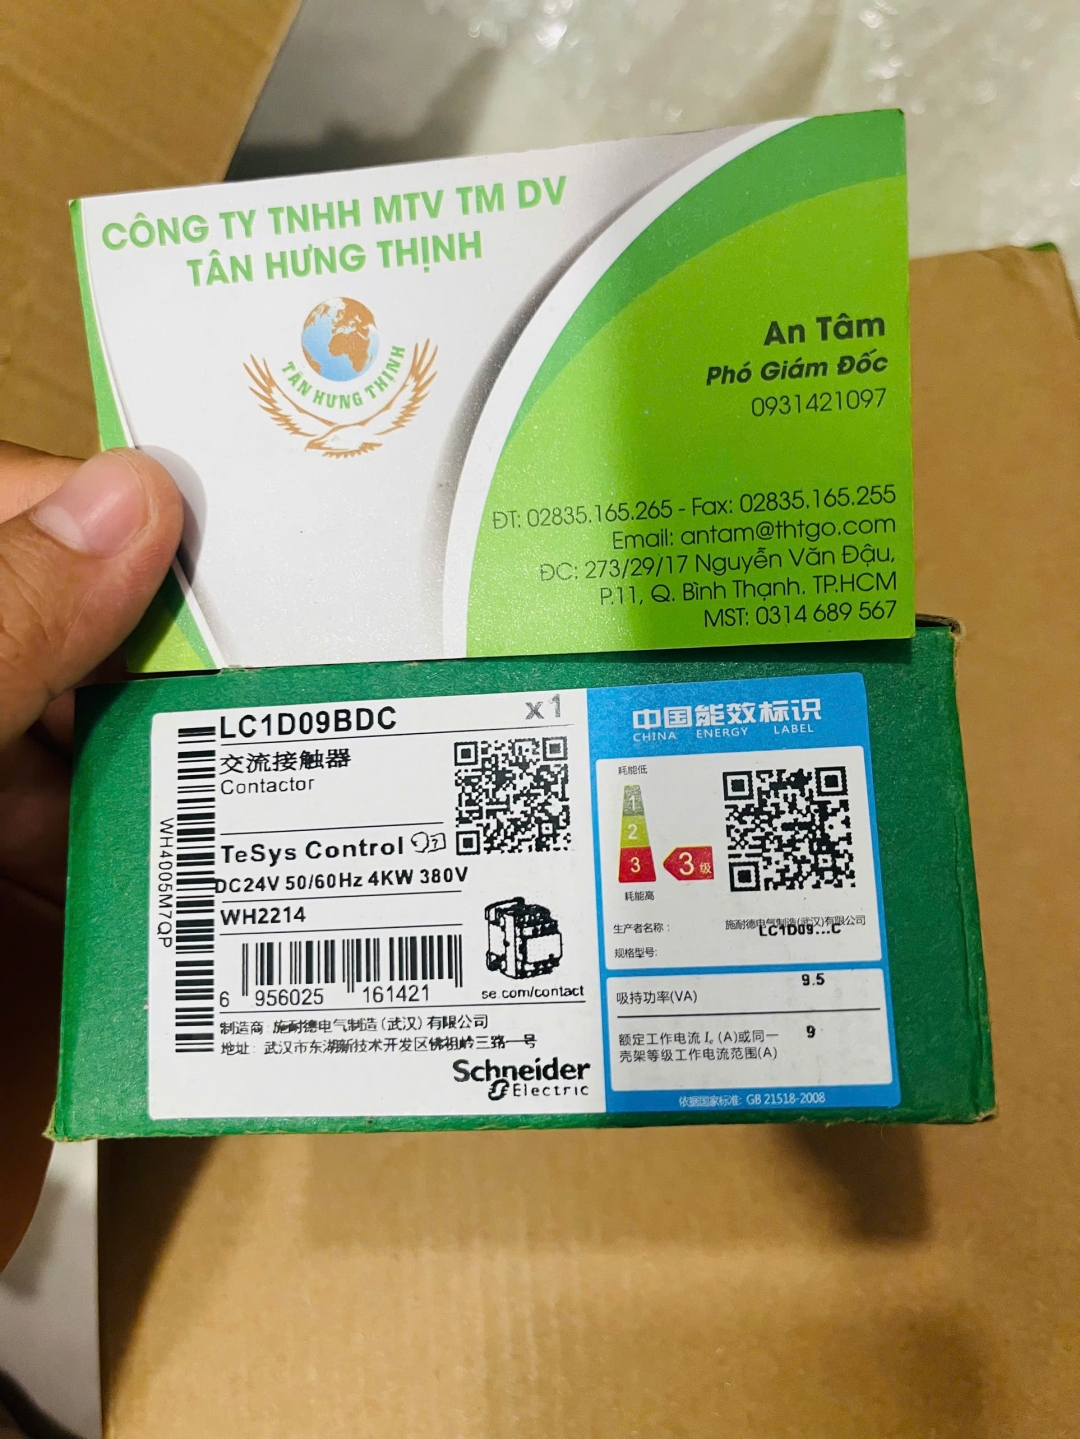 CÔNG TY TNHH MTV TM DV
TÂN HƯNG THỊNH
TÂN HƯNG THỊNH
An Tâm
Phó Giám Đốc
0931421097
ĐT: 02835.165.265 - Fax: 02835.165.255
Email: antam@thtgo.com
ĐC: 273/29/17 Nguyễn Văn Đậu,
P.11, Q. Bình Thạnh. TP.HCM
MST: 0314 689 567
LC1D09BDC
x1
交流接触器
Contactor
TeSys Control
DC24V 50/60Hz 4KW 380V
WH2214
WH4005M7QP
6 956025 161421
se.com/contact
制造商: 施耐德电气制造 (武汉) 有限公司
地址: 武汉市东湖新技术开发区佛祖岭三路一号
Schneider
Electric
中国能效标识
CHINA ENERGY LABEL
耗能低
1
2
3
3级
耗能高
生产者名称:
施耐德电气制造(武汉)有限公司
LC1D09...C
规格型号:
吸持功率(VA)
9.5
额定工作电流 Ie (A)或同一
壳架等级工作电流范围(A)
9
依据国家标准: GB 21518-2008